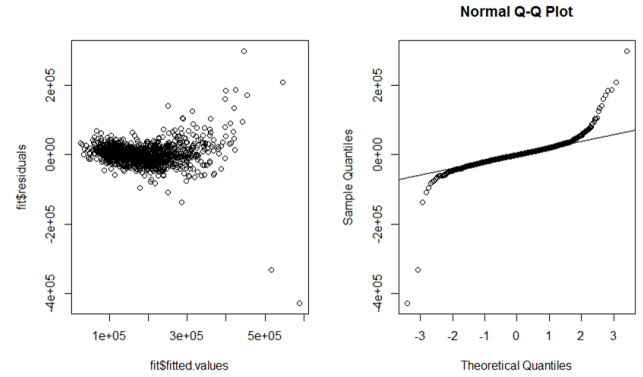 Normal Q-Q Plot
fit$residuals
2e+05
0e+00
-2e+05
-4e+05
1e+05
3e+05
5e+05
fit$fitted.values
Sample Quantiles
2e+05
0e+00
-2e+05
-4e+05
-3 -2 -1 0 1 2 3
Theoretical Quantiles